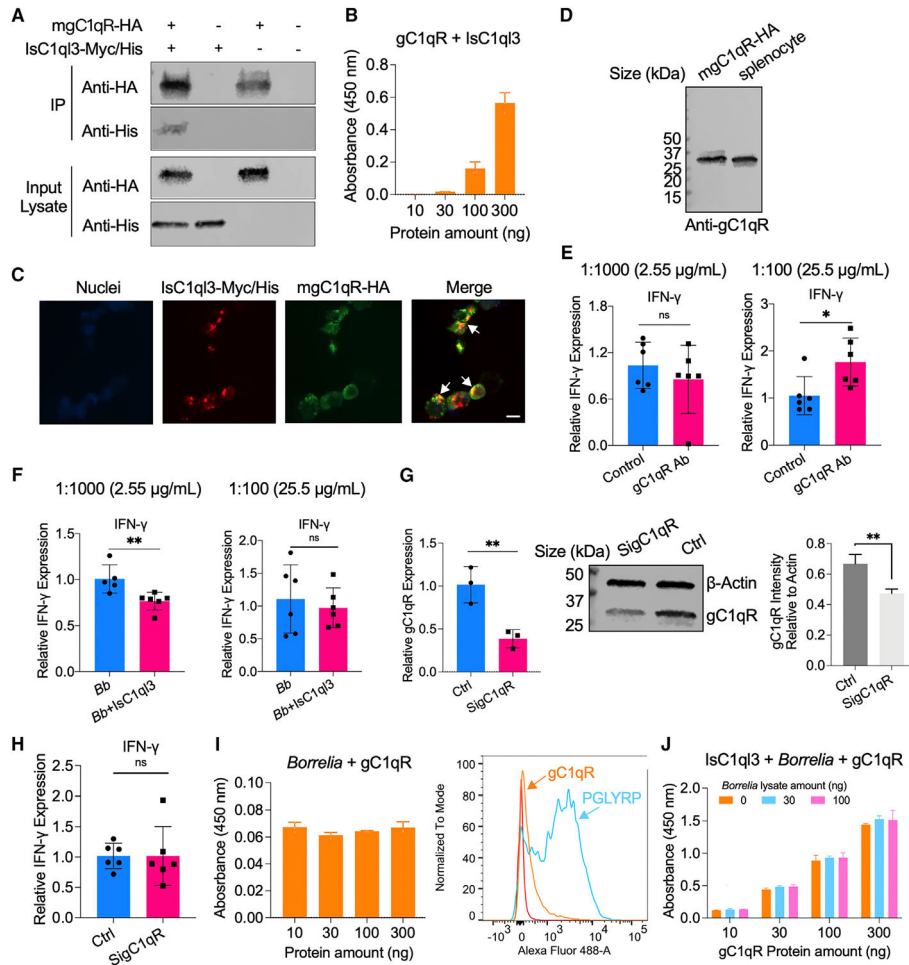 A
mgC1qR-HA + - + -
IsC1ql3-Myc/His + + - -
IP
Anti-HA
Anti-His
Input
Lysate
Anti-HA
Anti-His
B
gC1qR + IsC1ql3
Abosrbance (450 nm)
0.8
0.6
0.4
0.2
0.0
10 30 100 300
Protein amount (ng)
C
Nuclei IsC1ql3-Myc/His mgC1qR-HA Merge
D
Size (kDa)
mgC1qR-HA
splenocyte
50
37
25
20
15
Anti-gC1qR
E
1:1000 (2.55 µg/mL)
IFN-γ
ns
Relative IFN-γ Expression
1.8
1.2
0.6
0.0
Control
gC1qR Ab
1:100 (25.5 µg/mL)
IFN-γ
*
Relative IFN-γ Expression
3
2
1
0
Control
gC1qR Ab
F
1:1000 (2.55 µg/mL)
IFN-γ
**
Relative IFN-γ Expression
1.5
1.0
0.5
0.0
Bb
Bb+IsC1ql3
1:100 (25.5 µg/mL)
IFN-γ
ns
Relative IFN-γ Expression
2.0
1.5
1.0
0.5
0.0
Bb
Bb+IsC1ql3
G
**
Relative gC1qR Expression
1.5
1.0
0.5
0.0
Ctrl
SigC1qR
Size (kDa)
SigC1qR
Ctrl
50
37
25
β-Actin
gC1qR
**
gC1qR Intensity
Relative to Actin
0.8
0.6
0.4
0.2
0.0
Ctrl
SigC1qR
H
IFN-γ
ns
Relative IFN-γ Expression
2.5
2.0
1.5
1.0
0.5
0.0
Ctrl
SigC1qR
I
Borrelia + gC1qR
Absorbance (450 nm)
0.10
0.08
0.06
0.04
0.02
0.00
10 30 100 300
Protein amount (ng)
gC1qR
PGLYRP
Normalized To Mode
100
80
60
40
20
0
-10³ 0 10³ 10⁴ 10⁵
Alexa Fluor 488-A
J
IsC1ql3 + Borrelia + gC1qR
Borrelia lysate amount (ng)
0 30 100
Absorbance (450 nm)
2.0
1.5
1.0
0.5
0.0
10 30 100 300
gC1qR Protein amount (ng)